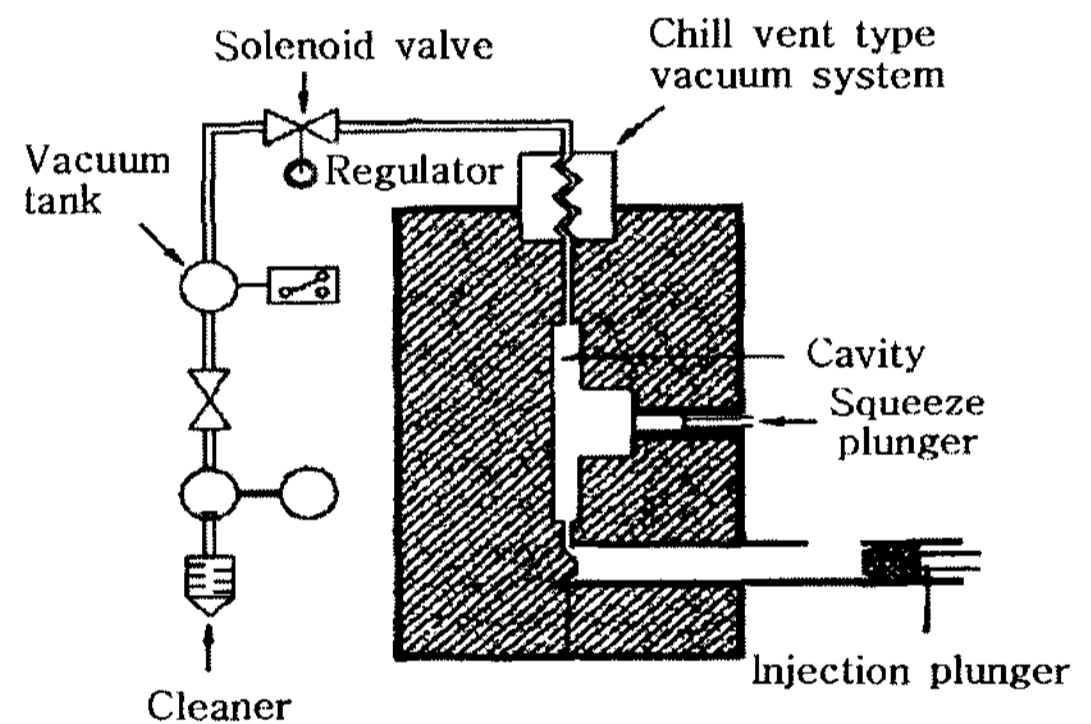 Solenoid valve
Chill vent type
vacuum system
Vacuum
tank
Regulator
Cavity
Squeeze
plunger
Injection plunger
Cleaner